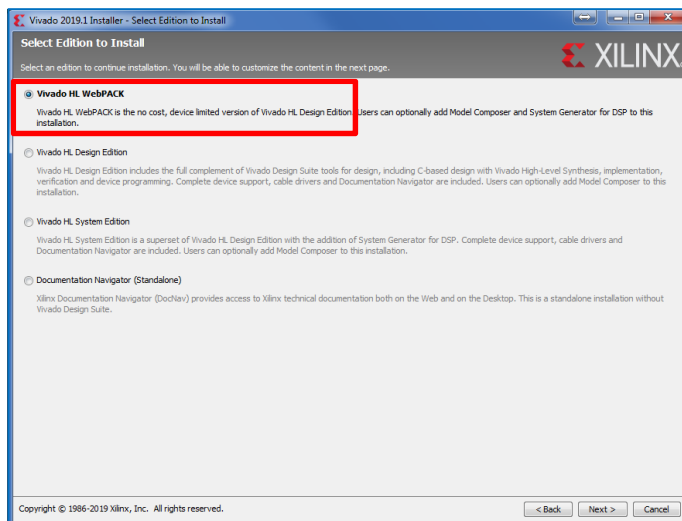 Vivado 2019.1 Installer - Select Edition to Install
Select Edition to Install
Select an edition to continue installation. You will be able to customize the content in the next page.
XILINX
Vivado HL WebPACK
Vivado HL WebPACK is the no cost, device limited version of Vivado HL Design Edition. Users can optionally add Model Composer and System Generator for DSP to this
installation.
Vivado HL Design Edition
Vivado HL Design Edition includes the full complement of Vivado Design Suite tools for design, including C-based design with Vivado High-Level Synthesis, implementation,
verification and device programming. Complete device support, cable drivers and Documentation Navigator are included. Users can optionally add Model Composer to this
installation.
Vivado HL System Edition
Vivado HL System Edition is a superset of Vivado HL Design Edition with the addition of System Generator for DSP. Complete device support, cable drivers and
Documentation Navigator are included. Users can optionally add Model Composer to this installation.
Documentation Navigator (Standalone)
Xilinx Documentation Navigator (DocNav) provides access to Xilinx technical documentation both on the Web and on the Desktop. This is a standalone installation without
Vivado Design Suite.
Copyright © 1986-2019 Xilinx, Inc. All rights reserved.
< Back Next > Cancel